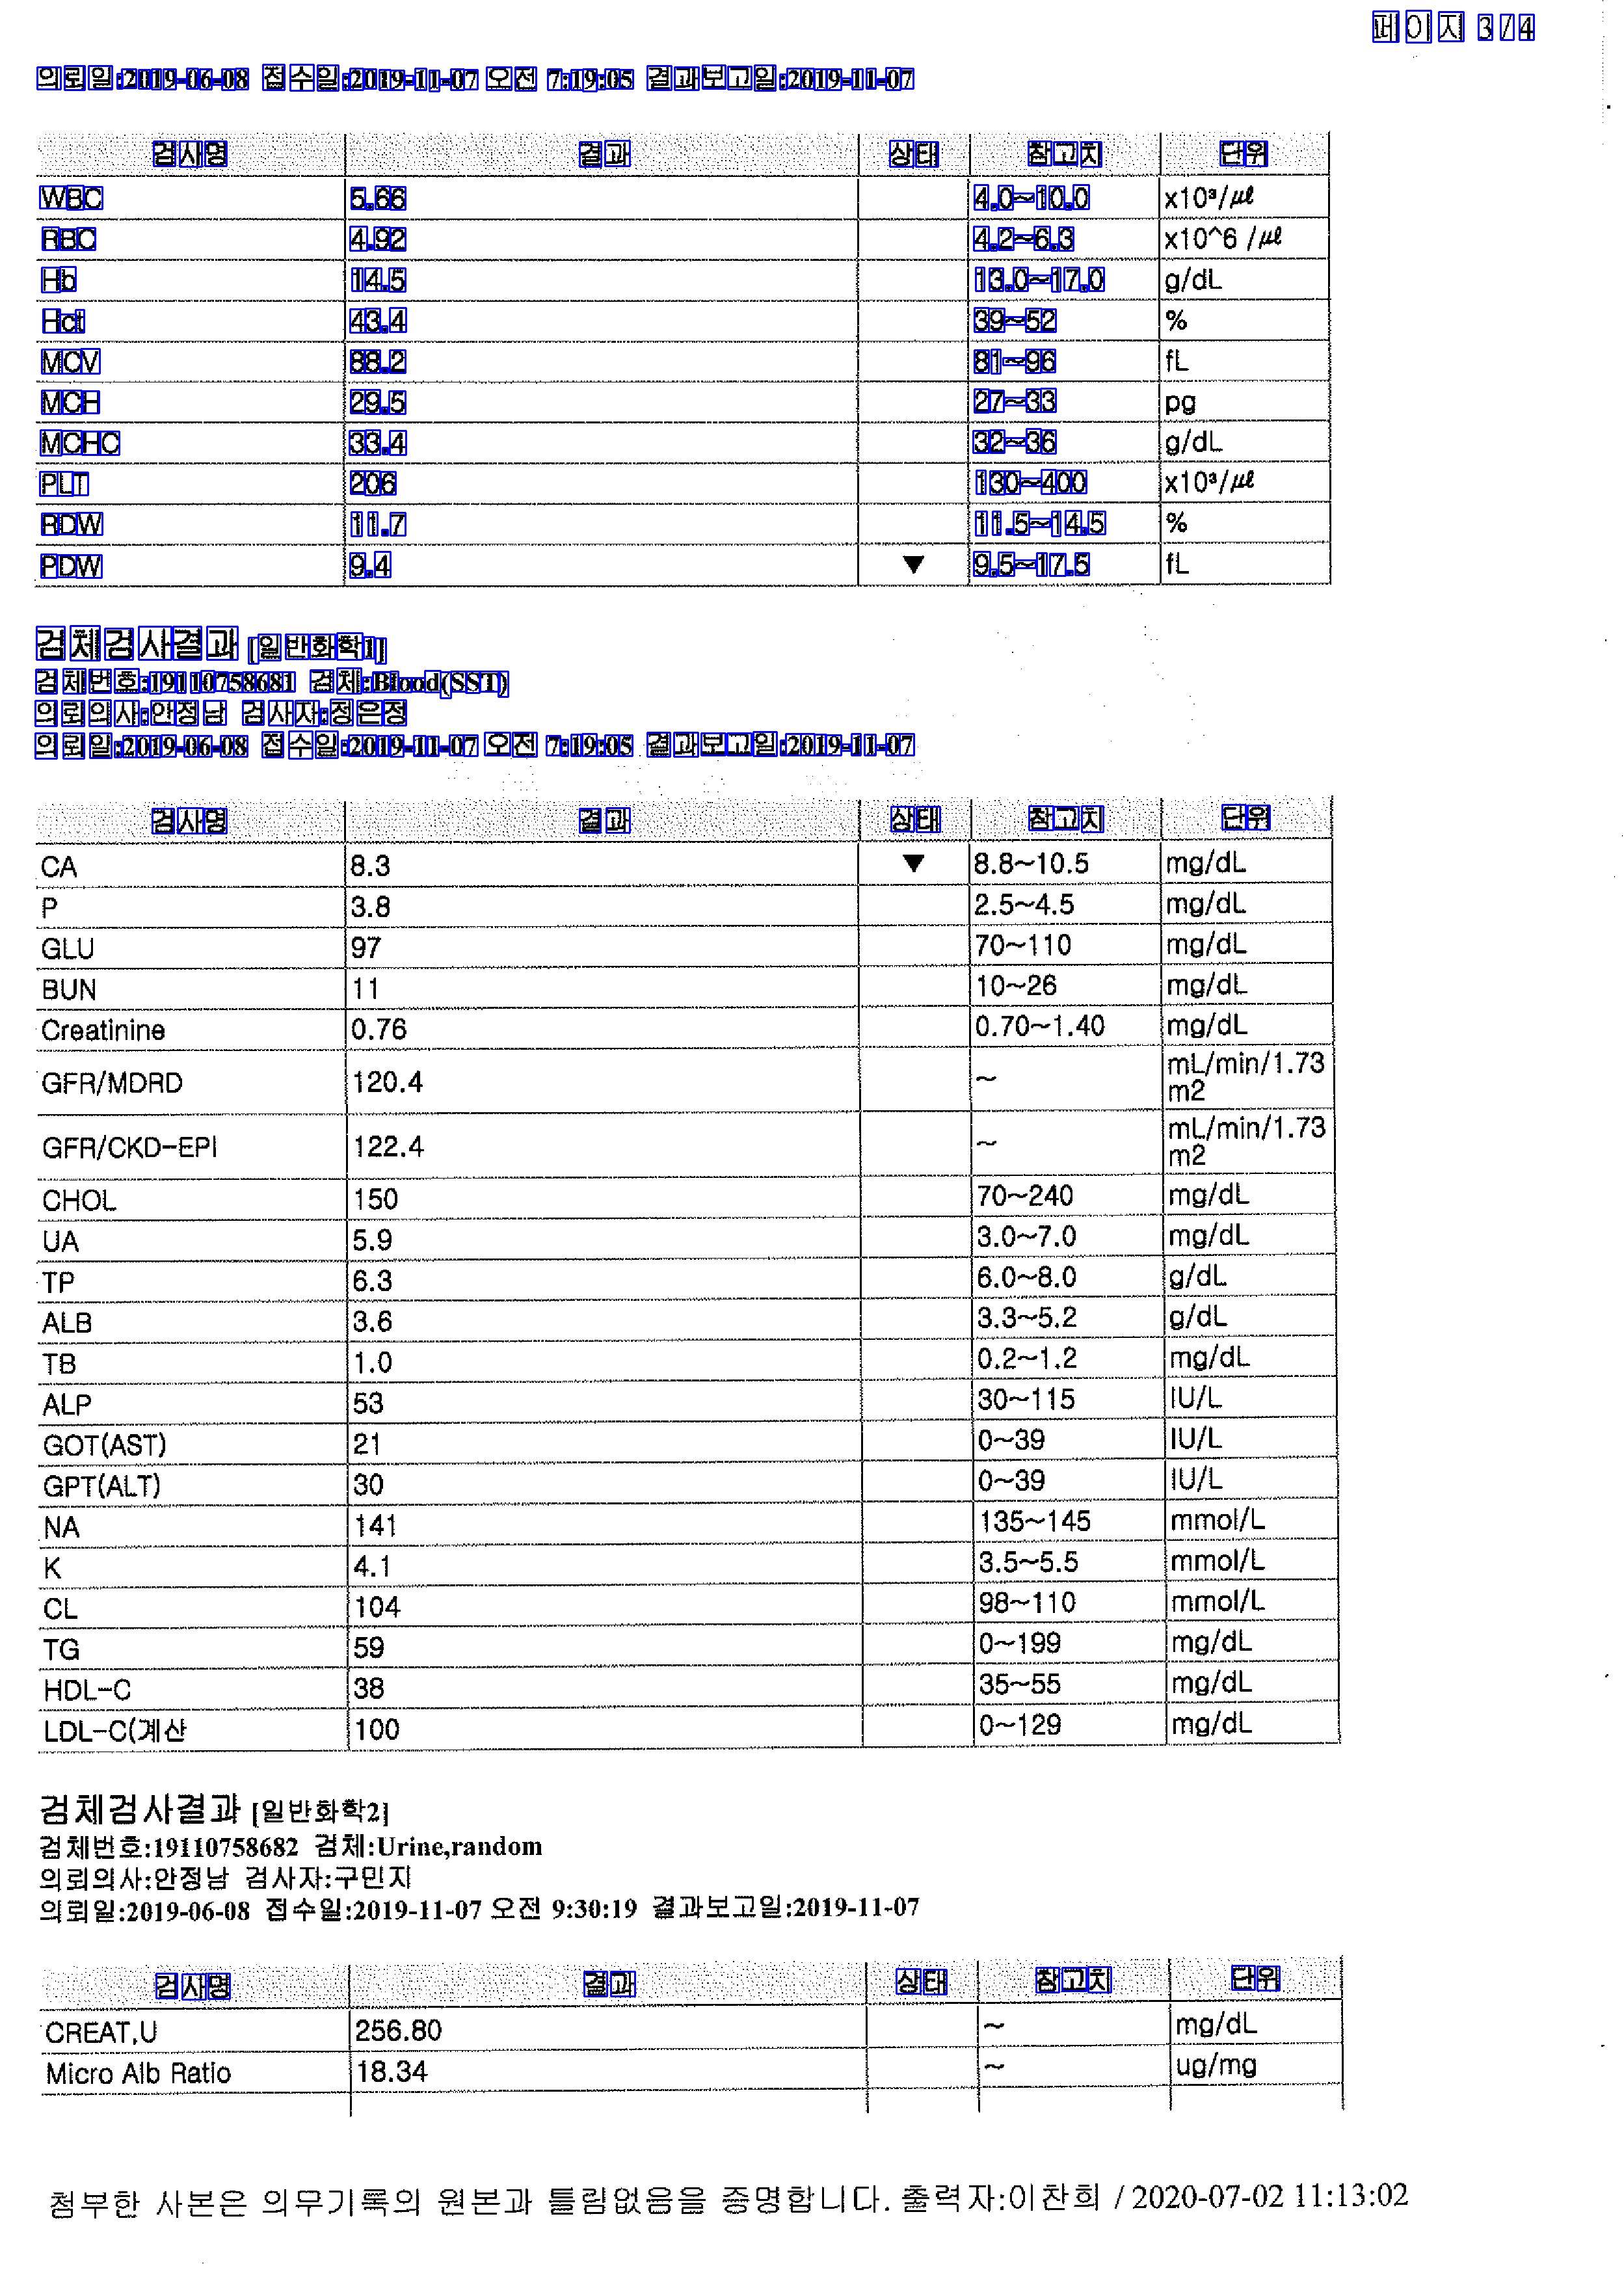 페이지 3 / 4
의뢰일:2019-06-08 접수일:2019-11-07 오전 7:19:05 결과보고일:2019-11-07
검사명 결과 상태 참고치 단위
WBC 5.66 4.0~10.0 x10³/㎕
RBC 4.92 4.2~6.3 x10^6 /㎕
Hb 14.5 13.0~17.0 g/dL
Hct 43.4 39~52 %
MCV 88.2 81~96 fL
MCH 29.5 27~33 pg
MCHC 33.4 32~36 g/dL
PLT 206 130~400 x10³/㎕
RDW 11.7 11.5~14.5 %
PDW 9.4 ▼ 9.5~17.5 fL
검체검사결과 [일반화학1]
검체번호:19110758681 검체:Blood(SST)
의뢰의사:안정남 검사자:정은정
의뢰일:2019-06-08 접수일:2019-11-07 오전 7:19:05 결과보고일:2019-11-07
검사명 결과 상태 참고치 단위
CA 8.3 ▼ 8.8~10.5 mg/dL
P 3.8 2.5~4.5 mg/dL
GLU 97 70~110 mg/dL
BUN 11 10~26 mg/dL
Creatinine 0.76 0.70~1.40 mg/dL
GFR/MDRD 120.4 ~ mL/min/1.73
m2
GFR/CKD-EPI 122.4 ~ mL/min/1.73
m2
CHOL 150 70~240 mg/dL
UA 5.9 3.0~7.0 mg/dL
TP 6.3 6.0~8.0 g/dL
ALB 3.6 3.3~5.2 g/dL
TB 1.0 0.2~1.2 mg/dL
ALP 53 30~115 IU/L
GOT(AST) 21 0~39 IU/L
GPT(ALT) 30 0~39 IU/L
NA 141 135~145 mmol/L
K 4.1 3.5~5.5 mmol/L
CL 104 98~110 mmol/L
TG 59 0~199 mg/dL
HDL-C 38 35~55 mg/dL
LDL-C(계산 100 0~129 mg/dL
검체검사결과 [일반화학2]
검체번호:19110758682 검체:Urine,random
의뢰의사:안정남 검사자:구민지
의뢰일:2019-06-08 접수일:2019-11-07 오전 9:30:19 결과보고일:2019-11-07
검사명 결과 상태 참고치 단위
CREAT,U 256.80 ~ mg/dL
Micro Alb Ratio 18.34 ~ ug/mg
첨부한 사본은 의무기록의 원본과 틀림없음을 증명합니다. 출력자:이찬희 / 2020-07-02 11:13:02